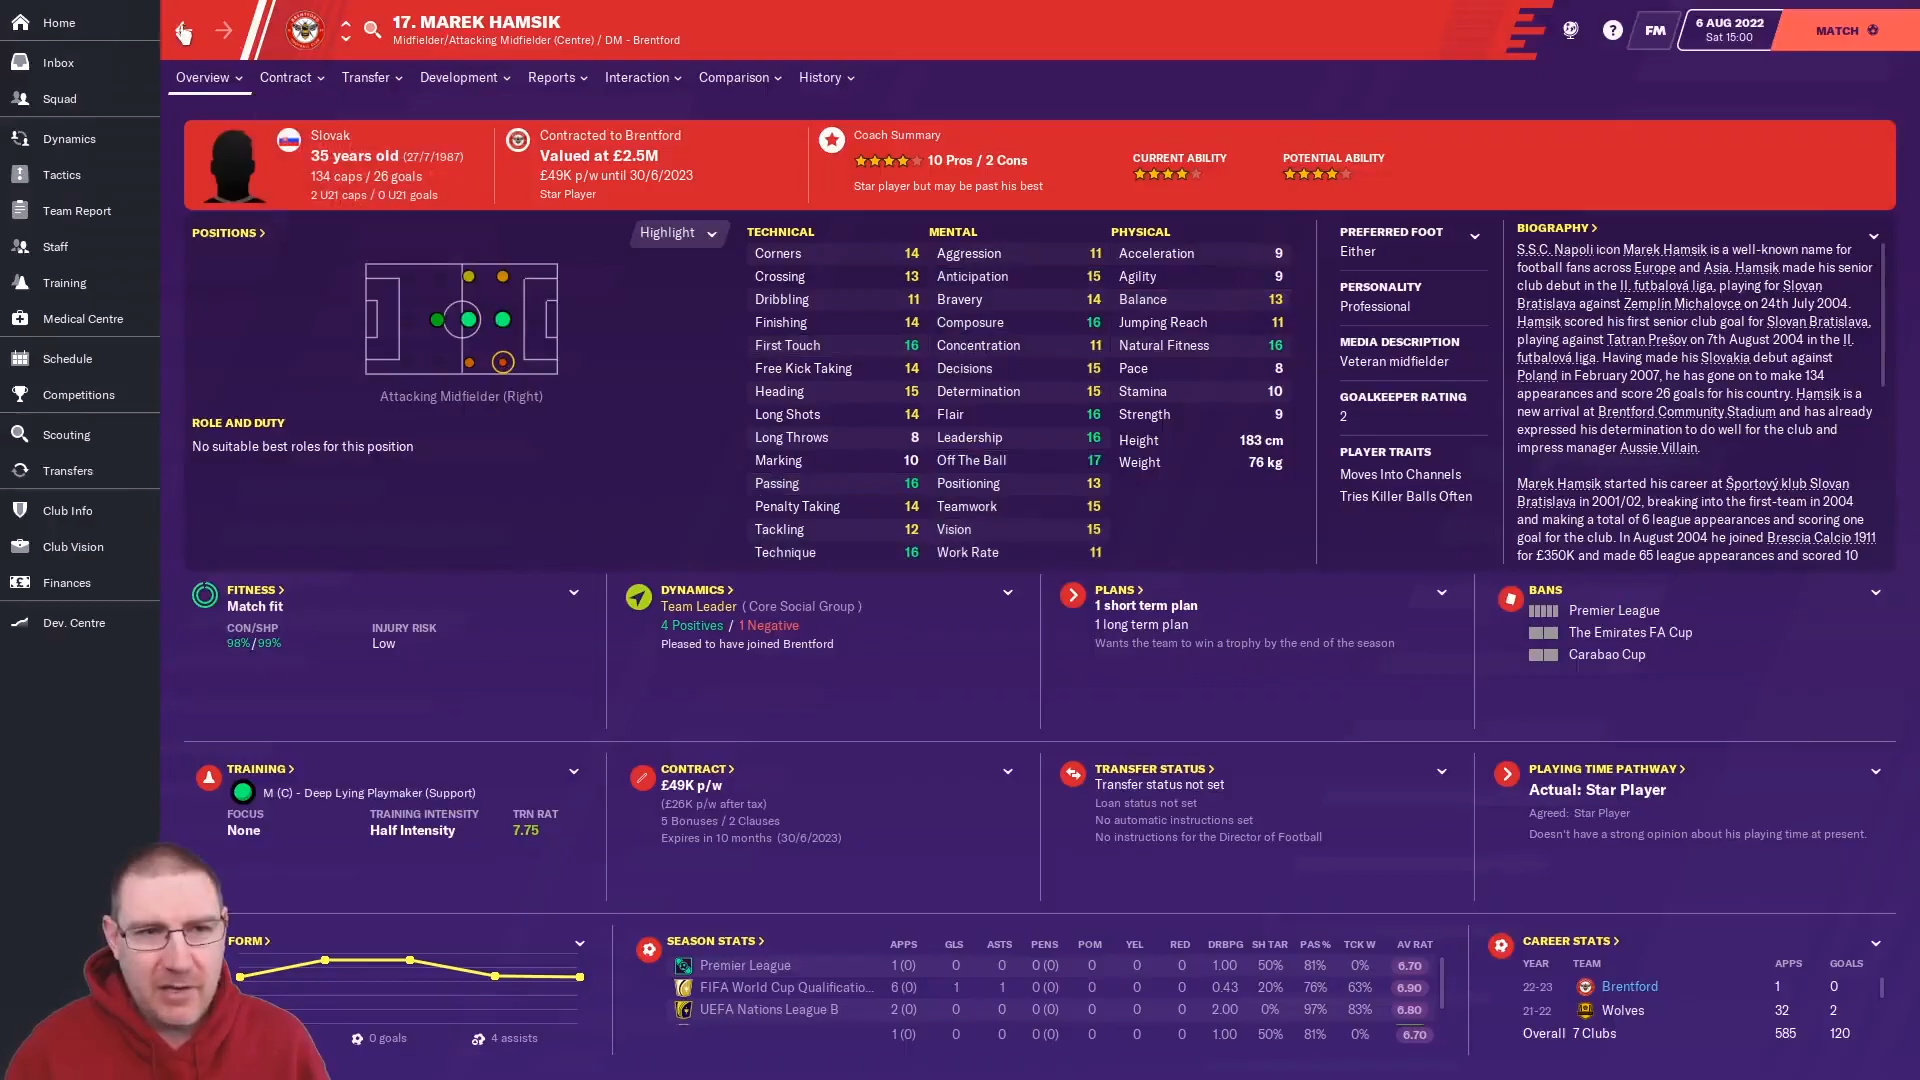 Home
Inbox
Squad
Dynamics
Tactics
Team Report
Staff
Training
Medical Centre
Schedule
Competitions
Scouting
Transfers
Club Info
Club Vision
Finances
Dev. Centre
17. MAREK HAMSIK
Midfielder/Attacking Midfielder (Centre) / DM - Brentford
?
FM
6 AUG 2022
Sat 15:00
MATCH
Overview
Contract
Transfer
Development
Reports
Interaction
Comparison
History
Slovak
35 years old (27/7/1987)
134 caps / 26 goals
2 U21 caps / 0 U21 goals
Contracted to Brentford
Valued at £2.5M
£49K p/w until 30/6/2023
Star Player
Coach Summary
10 Pros / 2 Cons
Star player but may be past his best
CURRENT ABILITY
POTENTIAL ABILITY
POSITIONS >
Highlight
Attacking Midfielder (Right)
ROLE AND DUTY
No suitable best roles for this position
TECHNICAL
Corners 14
Crossing 13
Dribbling 11
Finishing 14
First Touch 16
Free Kick Taking 14
Heading 15
Long Shots 14
Long Throws 8
Marking 10
Passing 16
Penalty Taking 14
Tackling 12
Technique 16
MENTAL
Aggression 11
Anticipation 15
Bravery 14
Composure 16
Concentration 11
Decisions 15
Determination 15
Flair 16
Leadership 16
Off The Ball 17
Positioning 13
Teamwork 15
Vision 15
Work Rate 11
PHYSICAL
Acceleration 9
Agility 9
Balance 13
Jumping Reach 11
Natural Fitness 16
Pace 8
Stamina 10
Strength 9
Height 183 cm
Weight 76 kg
PREFERRED FOOT
Either
PERSONALITY
Professional
MEDIA DESCRIPTION
Veteran midfielder
GOALKEEPER RATING
2
PLAYER TRAITS
Moves Into Channels
Tries Killer Balls Often
BIOGRAPHY >
S.S.C. Napoli icon Marek Hamsik is a well-known name for
football fans across Europe and Asia. Hamsik made his senior
club debut in the II. futbalová liga, playing for Slovan
Bratislava against Zemplín Michalovce on 24th July 2004.
Hamsik scored his first senior club goal for Slovan Bratislava,
playing against Tatran Prešov on 7th August 2004 in the II.
futbalová liga. Having made his Slovakia debut against
Poland in February 2007, he has gone on to make 134
appearances and score 26 goals for his country. Hamsik is a
new arrival at Brentford Community Stadium and has already
expressed his determination to do well for the club and
impress manager Aussie Villain.
Marek Hamsik started his career at Športový klub Slovan
Bratislava in 2001/02, breaking into the first-team in 2004
and making a total of 6 league appearances and scoring one
goal for the club. In August 2004 he joined Brescia Calcio 1911
for £350K and made 65 league appearances and scored 10
FITNESS >
Match fit
CON/SHP
98% / 99%
INJURY RISK
Low
DYNAMICS >
Team Leader ( Core Social Group )
4 Positives / 1 Negative
Pleased to have joined Brentford
PLANS >
1 short term plan
1 long term plan
Wants the team to win a trophy by the end of the season
BANS
Premier League
The Emirates FA Cup
Carabao Cup
TRAINING >
M (C) - Deep Lying Playmaker (Support)
FOCUS TRAINING INTENSITY TRN RAT
None Half Intensity 7.75
CONTRACT >
£49K p/w
(£26K p/w after tax)
5 Bonuses / 2 Clauses
Expires in 10 months (30/6/2023)
TRANSFER STATUS >
Transfer status not set
Loan status not set
No automatic instructions set
No instructions for the Director of Football
PLAYING TIME PATHWAY >
Actual: Star Player
Agreed: Star Player
Doesn't have a strong opinion about his playing time at present.
FORM >
0 goals
4 assists
SEASON STATS > APPS GLS ASTS PENS POM YEL RED DRBPG SH TAR PAS % TCK W AV RAT
Premier League 1 (0) 0 0 0 (0) 0 0 0 1.00 50% 81% 0% 6.70
FIFA World Cup Qualificatio... 6 (0) 1 1 0 (0) 0 0 0 0.43 20% 76% 63% 6.90
UEFA Nations League B 2 (0) 0 0 0 (0) 0 0 0 2.00 0% 97% 83% 6.80
1 (0) 0 0 0 (0) 0 0 0 1.00 50% 81% 0% 6.70
CAREER STATS >
YEAR TEAM APPS GOALS
22-23 Brentford 1 0
21-22 Wolves 32 2
Overall 7 Clubs 585 120